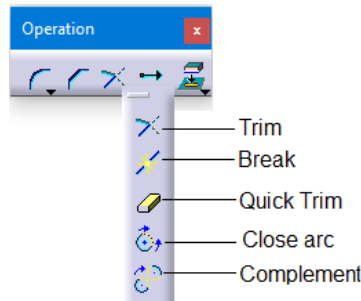 Operation
x
Trim
Break
Quick Trim
Close arc
Complement